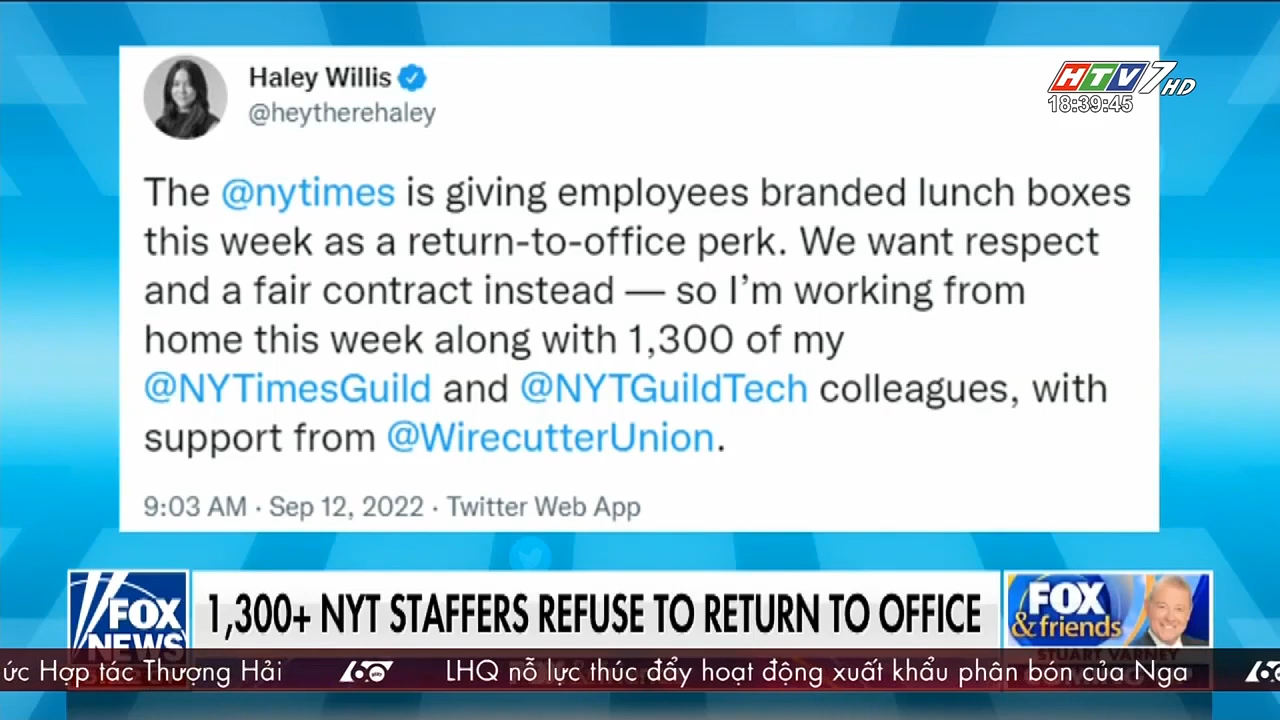 Haley Willis
@heytherehaley
HTV7 HD
18:39:45
The @nytimes is giving employees branded lunch boxes
this week as a return-to-office perk. We want respect
and a fair contract instead — so I’m working from
home this week along with 1,300 of my
@NYTimesGuild and @NYTGuildTech colleagues, with
support from @WirecutterUnion.
9:03 AM · Sep 12, 2022 · Twitter Web App
FOX NEWS
1,300+ NYT STAFFERS REFUSE TO RETURN TO OFFICE
FOX & friends
STUART VARNEY
ức Hợp tác Thượng Hải 60 LHQ nỗ lực thúc đẩy hoạt động xuất khẩu phân bón của Nga